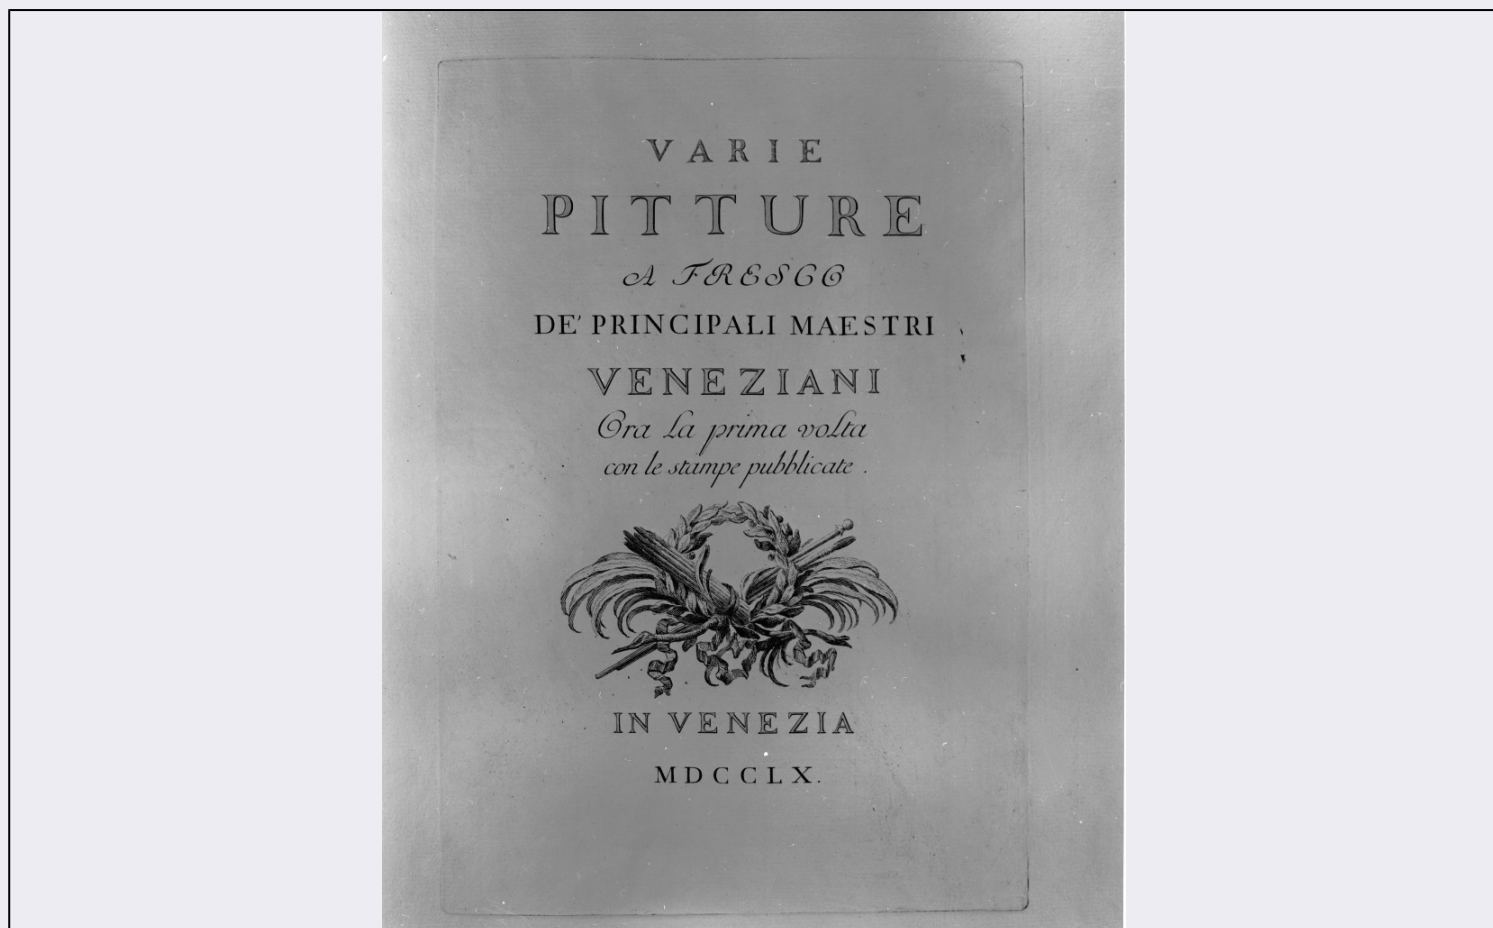 VARIE
PITTURE
A FRESCO
DE' PRINCIPALI MAESTRI
VENEZIANI
Ora La prima volta
con le stampe pubblicate .
IN VENEZIA
MDCCLX.